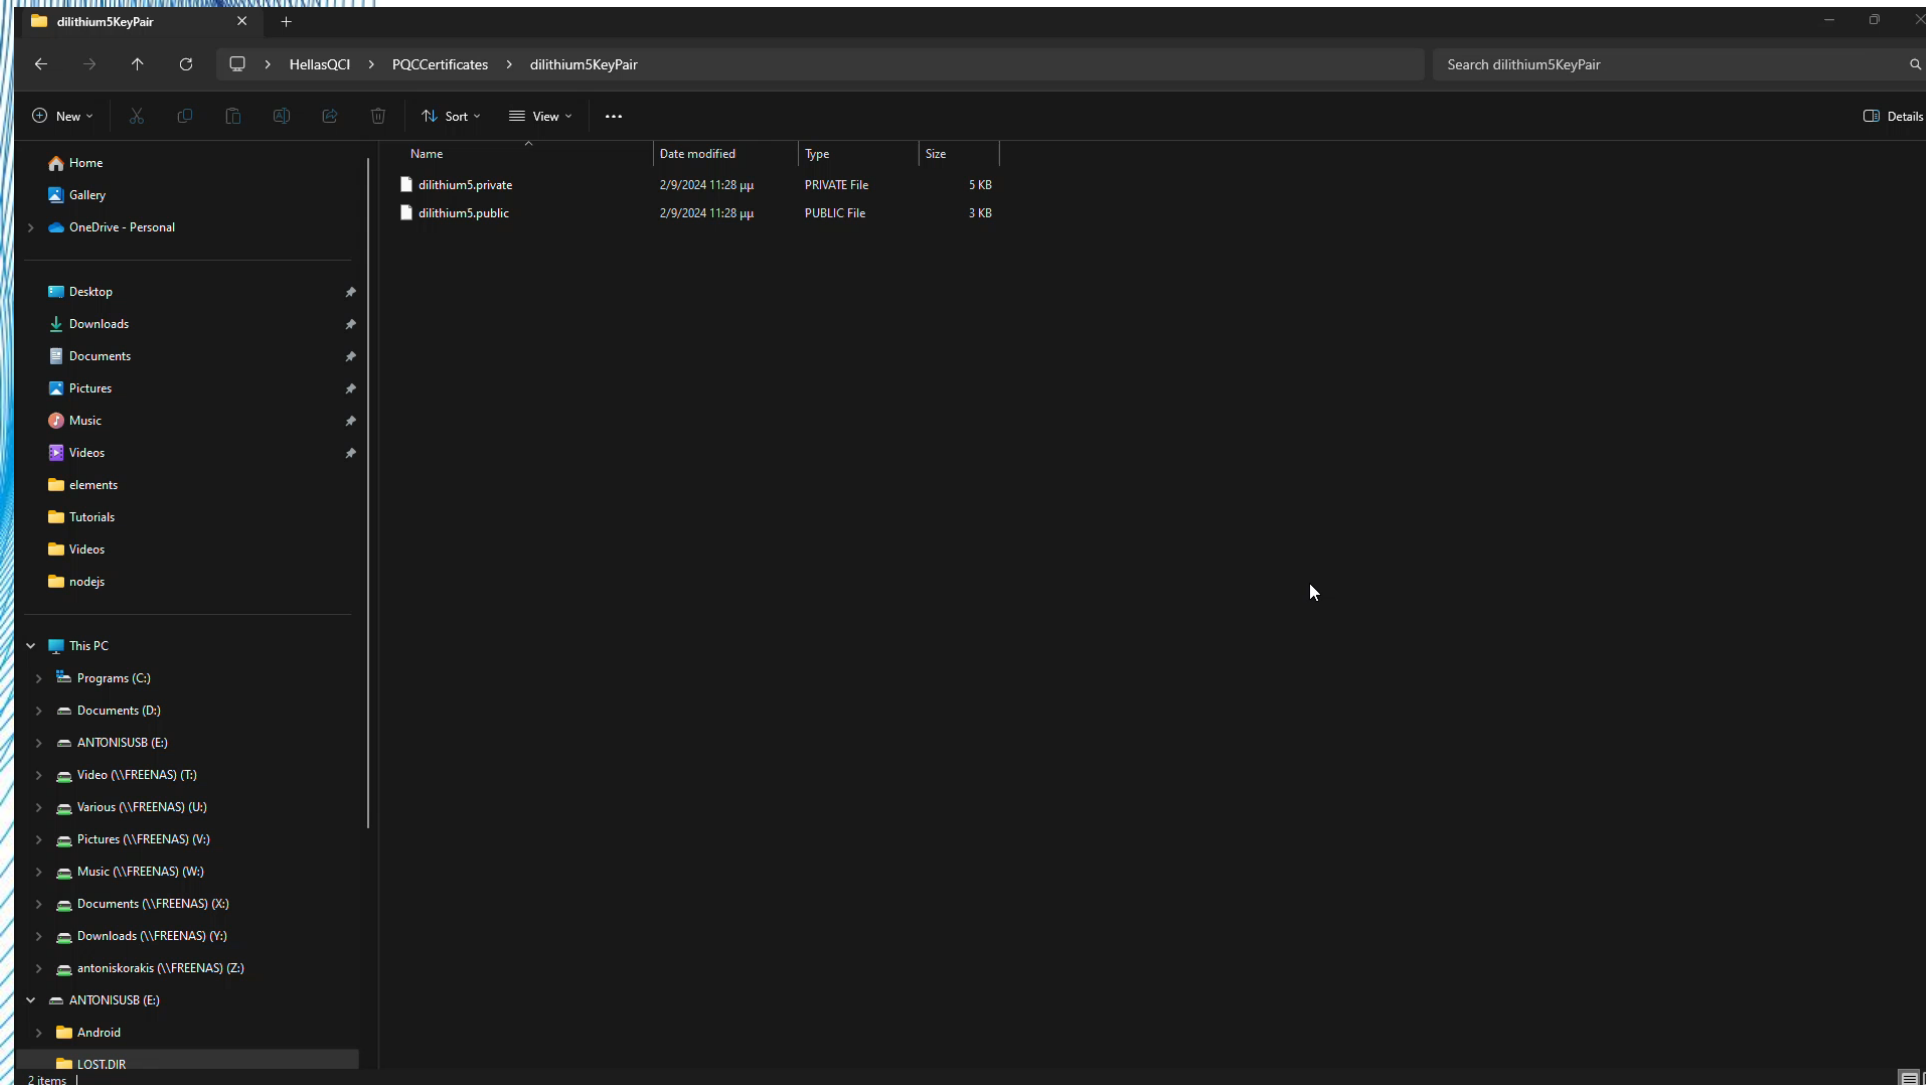 dilithium5KeyPair
HellasQCI > PQCCertificates > dilithium5KeyPair
Search dilithium5KeyPair
New
Sort
View
Details
Home
Gallery
OneDrive - Personal
Desktop
Downloads
Documents
Pictures
Music
Videos
elements
Tutorials
Videos
nodejs
This PC
Programs (C:)
Documents (D:)
ANTONISUSB (E:)
Video (\\FREENAS) (T:)
Various (\\FREENAS) (U:)
Pictures (\\FREENAS) (V:)
Music (\\FREENAS) (W:)
Documents (\\FREENAS) (X:)
Downloads (\\FREENAS) (Y:)
antoniskorakis (\\FREENAS) (Z:)
ANTONISUSB (E:)
Android
LOST.DIR
Name Date modified Type Size
dilithium5.private 2/9/2024 11:28 μμ PRIVATE File 5 KB
dilithium5.public 2/9/2024 11:28 μμ PUBLIC File 3 KB
2 items